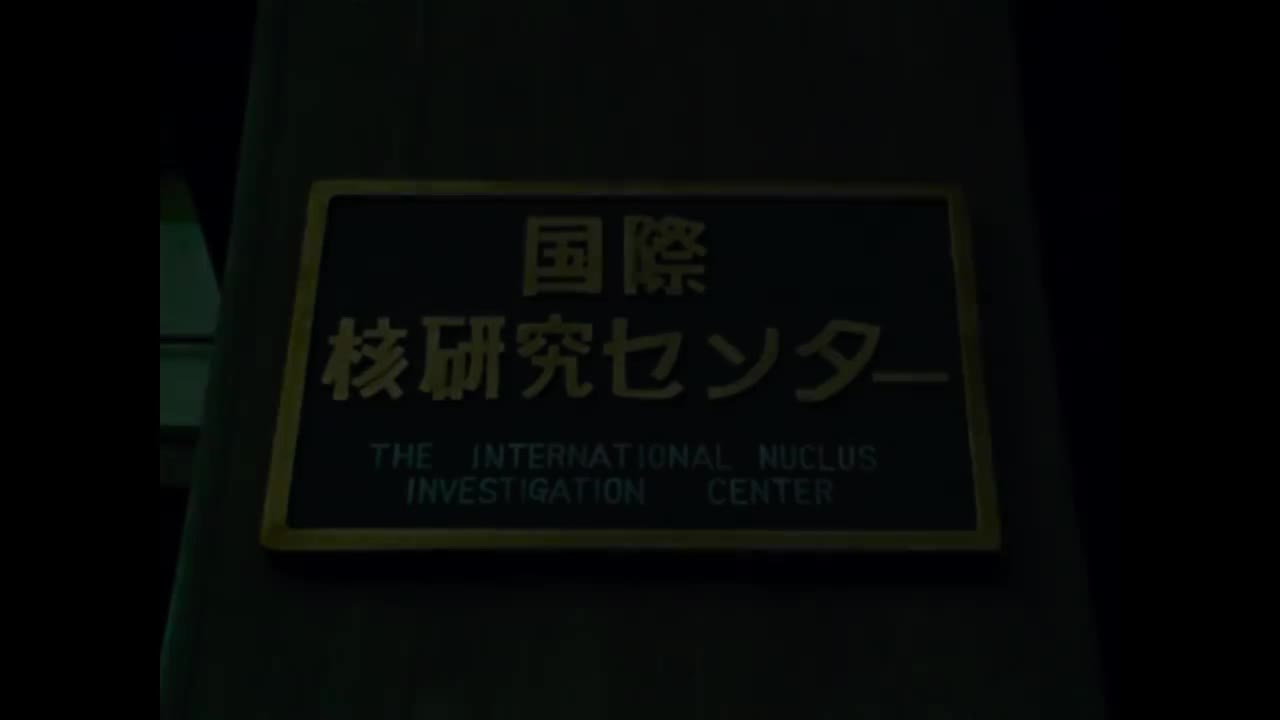 国際
核研究センター
THE INTERNATIONAL NUCLUS
INVESTIGATION CENTER